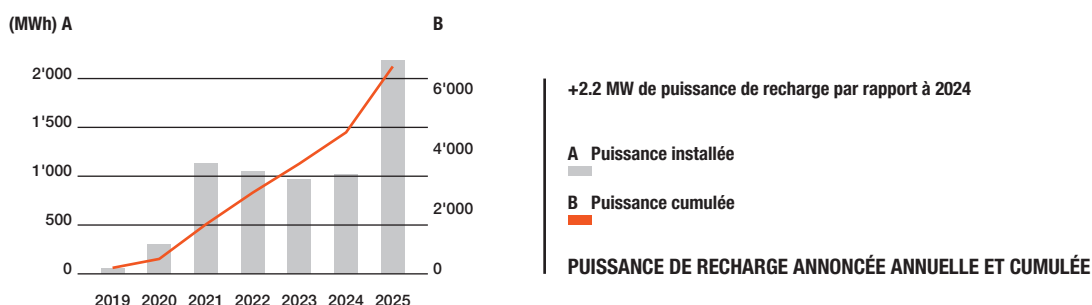 (MWh) A
B
2'000
1'500
1'000
500
0
6'000
4'000
2'000
0
2019 2020 2021 2022 2023 2024 2025
+2.2 MW de puissance de recharge par rapport à 2024
A Puissance installée
B Puissance cumulée
PUISSANCE DE RECHARGE ANNONCÉE ANNUELLE ET CUMULÉE